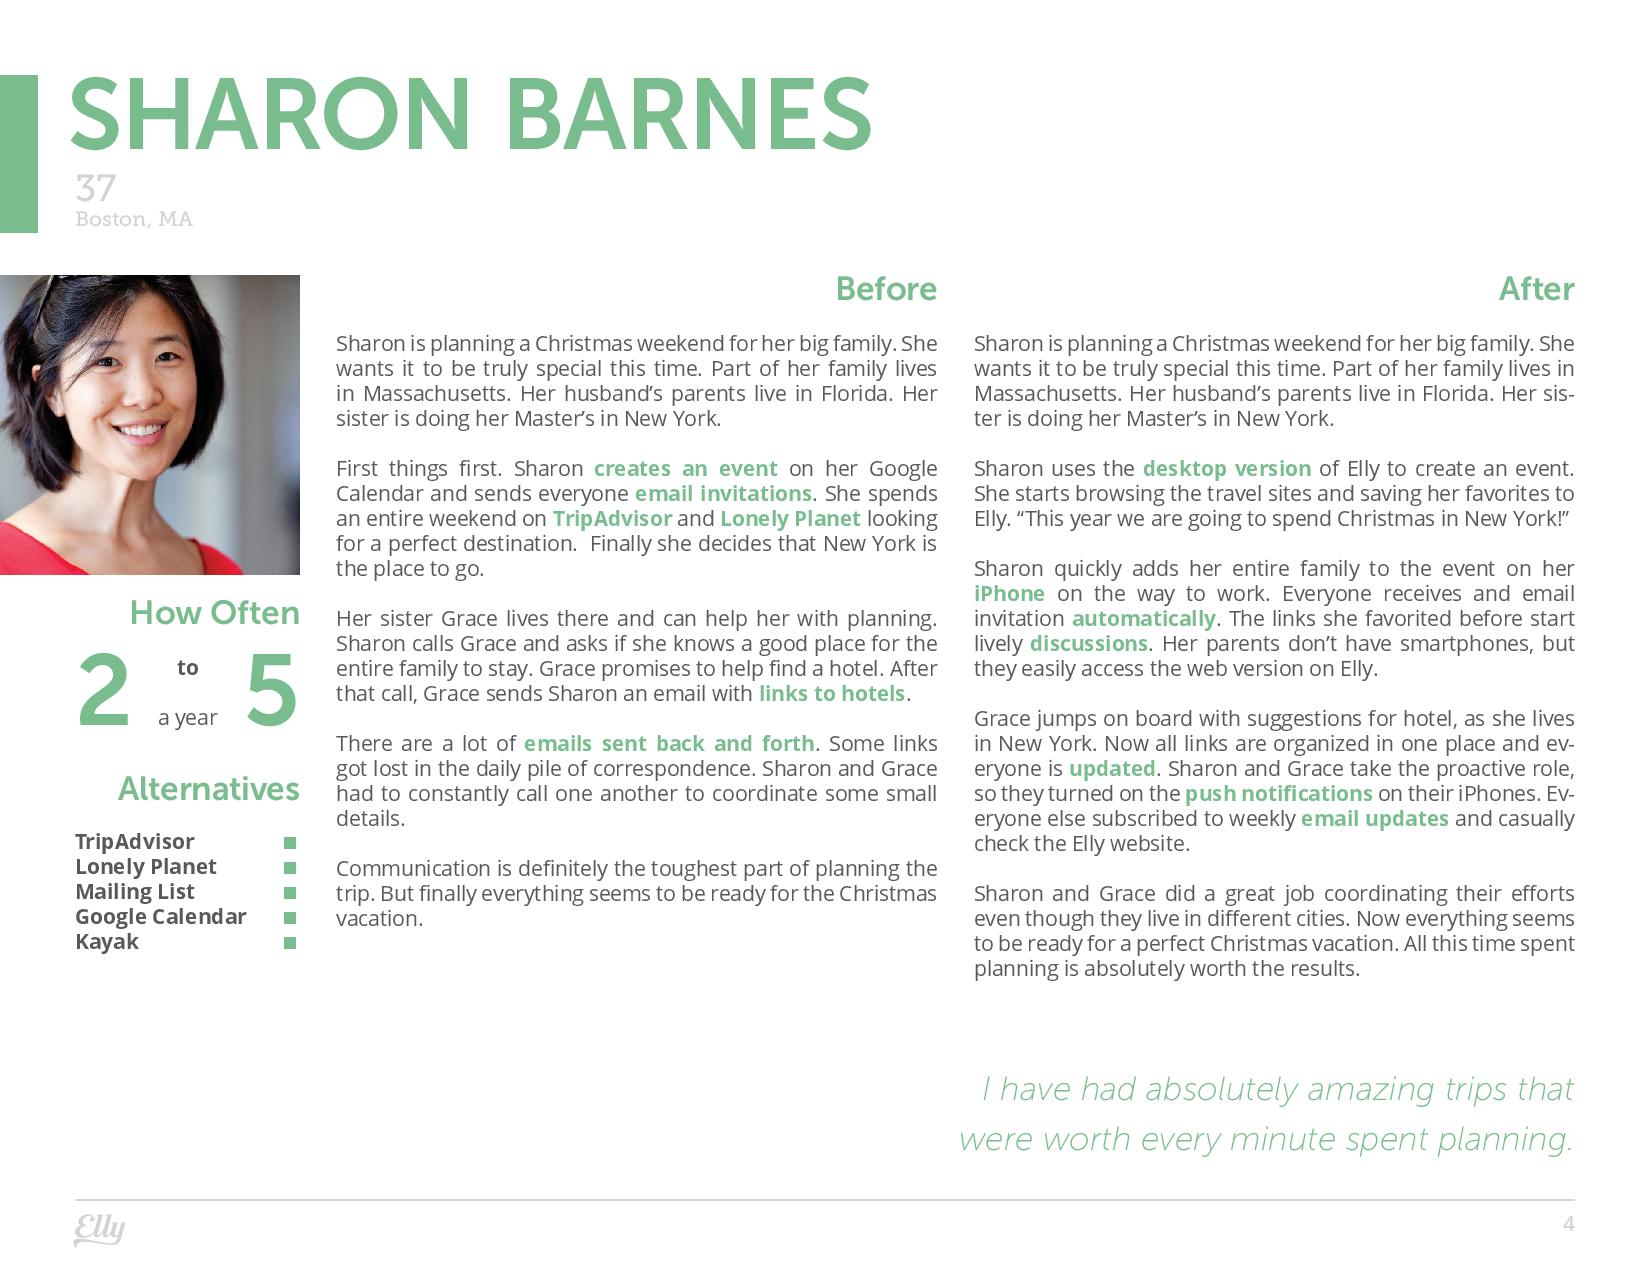 SHARON BARNES
37
Boston, MA
How Often
2 to 5
a year
Alternatives
TripAdvisor
Lonely Planet
Mailing List
Google Calendar
Kayak
Before
Sharon is planning a Christmas weekend for her big family. She
wants it to be truly special this time. Part of her family lives
in Massachusetts. Her husband’s parents live in Florida. Her
sister is doing her Master’s in New York.
First things first. Sharon creates an event on her Google
Calendar and sends everyone email invitations. She spends
an entire weekend on TripAdvisor and Lonely Planet looking
for a perfect destination.  Finally she decides that New York is
the place to go.
Her sister Grace lives there and can help her with planning.
Sharon calls Grace and asks if she knows a good place for the
entire family to stay. Grace promises to help find a hotel. After
that call, Grace sends Sharon an email with links to hotels.
There are a lot of emails sent back and forth. Some links
got lost in the daily pile of correspondence. Sharon and Grace
had to constantly call one another to coordinate some small
details.
Communication is definitely the toughest part of planning the
trip. But finally everything seems to be ready for the Christmas
vacation.
After
Sharon is planning a Christmas weekend for her big family. She
wants it to be truly special this time. Part of her family lives in
Massachusetts. Her husband’s parents live in Florida. Her sis-
ter is doing her Master’s in New York.
Sharon uses the desktop version of Elly to create an event.
She starts browsing the travel sites and saving her favorites to
Elly. “This year we are going to spend Christmas in New York!”
Sharon quickly adds her entire family to the event on her
iPhone on the way to work. Everyone receives and email
invitation automatically. The links she favorited before start
lively discussions. Her parents don’t have smartphones, but
they easily access the web version on Elly.
Grace jumps on board with suggestions for hotel, as she lives
in New York. Now all links are organized in one place and ev-
eryone is updated. Sharon and Grace take the proactive role,
so they turned on the push notifications on their iPhones. Ev-
eryone else subscribed to weekly email updates and casually
check the Elly website.
Sharon and Grace did a great job coordinating their efforts
even though they live in different cities. Now everything seems
to be ready for a perfect Christmas vacation. All this time spent
planning is absolutely worth the results.
I have had absolutely amazing trips that
were worth every minute spent planning.
Elly
4